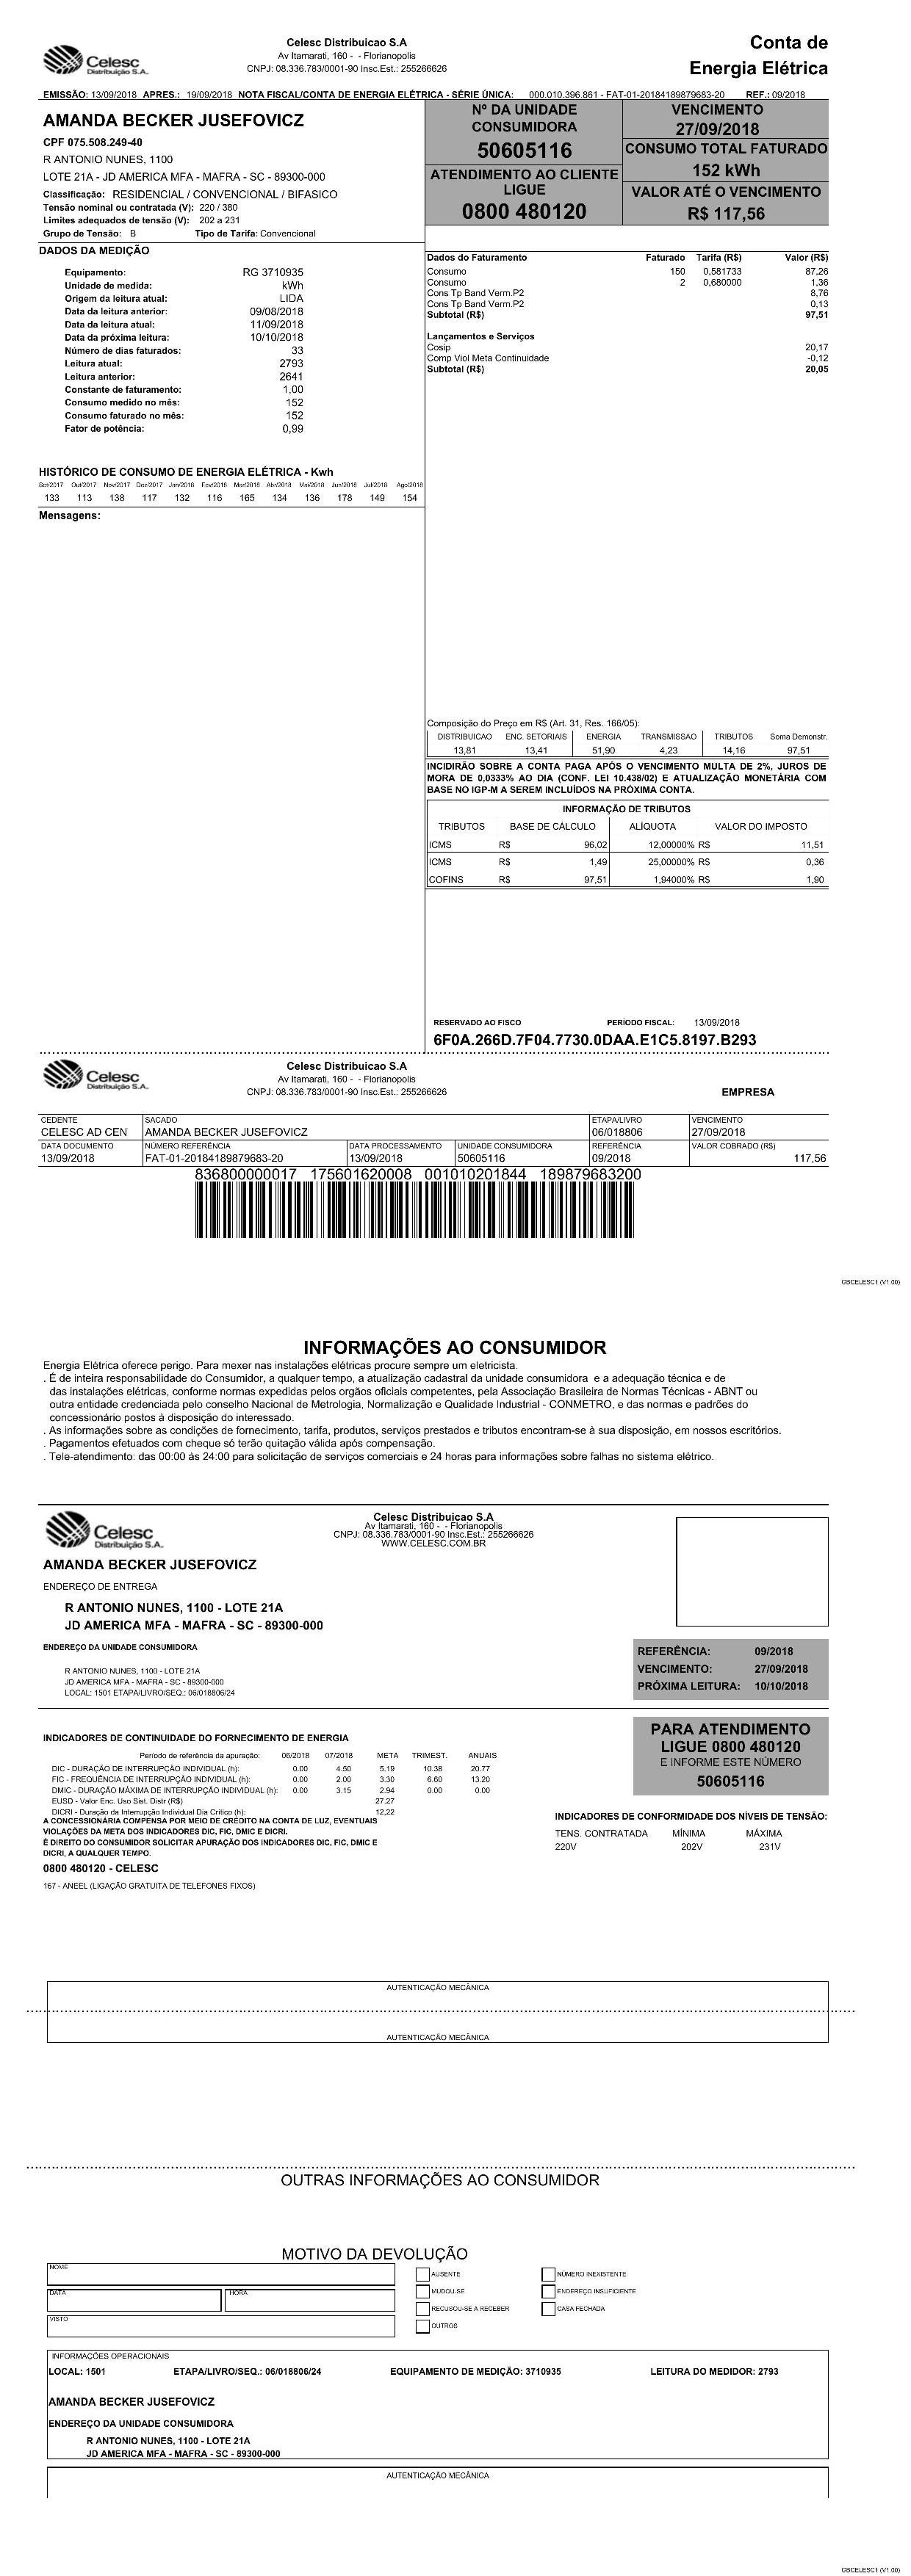 Celesc
Distribuição S.A.
Celesc Distribuicao S.A
Av Itamarati, 160 - - Florianopolis
CNPJ: 08.336.783/0001-90 Insc.Est.: 255266626
Conta de
Energia Elétrica
EMISSÃO: 13/09/2018 APRES.: 19/09/2018 NOTA FISCAL/CONTA DE ENERGIA ELÉTRICA - SÉRIE ÚNICA: 000.010.396.861 - FAT-01-20184189879683-20 REF.: 09/2018
AMANDA BECKER JUSEFOVICZ
CPF 075.508.249-40
R ANTONIO NUNES, 1100
LOTE 21A - JD AMERICA MFA - MAFRA - SC - 89300-000
Classificação: RESIDENCIAL / CONVENCIONAL / BIFASICO
Tensão nominal ou contratada (V): 220 / 380
Limites adequados de tensão (V): 202 a 231
Grupo de Tensão: B Tipo de Tarifa: Convencional
Nº DA UNIDADE
CONSUMIDORA
50605116
ATENDIMENTO AO CLIENTE
LIGUE
0800 480120
VENCIMENTO
27/09/2018
CONSUMO TOTAL FATURADO
152 kWh
VALOR ATÉ O VENCIMENTO
R$ 117,56
DADOS DA MEDIÇÃO
Equipamento: RG 3710935
Unidade de medida: kWh
Origem da leitura atual: LIDA
Data da leitura anterior: 09/08/2018
Data da leitura atual: 11/09/2018
Data da próxima leitura: 10/10/2018
Número de dias faturados: 33
Leitura atual: 2793
Leitura anterior: 2641
Constante de faturamento: 1,00
Consumo medido no mês: 152
Consumo faturado no mês: 152
Fator de potência: 0,99
HISTÓRICO DE CONSUMO DE ENERGIA ELÉTRICA - Kwh
Set/2017 Out/2017 Nov/2017 Dez/2017 Jan/2018 Fev/2018 Mar/2018 Abr/2018 Mai/2018 Jun/2018 Jul/2018 Ago/2018
133 113 138 117 132 116 165 134 136 178 149 154
Mensagens:
Dados do Faturamento Faturado Tarifa (R$) Valor (R$)
Consumo 150 0,581733 87,26
Consumo 2 0,680000 1,36
Cons Tp Band Verm.P2 8,76
Cons Tp Band Verm.P2 0,13
Subtotal (R$) 97,51
Lançamentos e Serviços
Cosip 20,17
Comp Viol Meta Continuidade -0,12
Subtotal (R$) 20,05
Composição do Preço em R$ (Art. 31, Res. 166/05):
DISTRIBUICAO ENC. SETORIAIS ENERGIA TRANSMISSAO TRIBUTOS Soma Demonstr.
13,81 13,41 51,90 4,23 14,16 97,51
INCIDIRÃO SOBRE A CONTA PAGA APÓS O VENCIMENTO MULTA DE 2%, JUROS DE
MORA DE 0,0333% AO DIA (CONF. LEI 10.438/02) E ATUALIZAÇÃO MONETÁRIA COM
BASE NO IGP-M A SEREM INCLUÍDOS NA PRÓXIMA CONTA.
INFORMAÇÃO DE TRIBUTOS
TRIBUTOS BASE DE CÁLCULO ALÍQUOTA VALOR DO IMPOSTO
ICMS R$ 96,02 12,00000% R$ 11,51
ICMS R$ 1,49 25,00000% R$ 0,36
COFINS R$ 97,51 1,94000% R$ 1,90
RESERVADO AO FISCO PERÍODO FISCAL: 13/09/2018
6F0A.266D.7F04.7730.0DAA.E1C5.8197.B293
Celesc
Distribuição S.A.
Celesc Distribuicao S.A
Av Itamarati, 160 - - Florianopolis
CNPJ: 08.336.783/0001-90 Insc.Est.: 255266626
EMPRESA
CEDENTE SACADO ETAPA/LIVRO VENCIMENTO
CELESC AD CEN AMANDA BECKER JUSEFOVICZ 06/018806 27/09/2018
DATA DOCUMENTO NÚMERO REFERÊNCIA DATA PROCESSAMENTO UNIDADE CONSUMIDORA REFERÊNCIA VALOR COBRADO (R$)
13/09/2018 FAT-01-20184189879683-20 13/09/2018 50605116 09/2018 117,56
836800000017 175601620008 001010201844 189879683200
CBCELESC1 (V1.00)
INFORMAÇÕES AO CONSUMIDOR
Energia Elétrica oferece perigo. Para mexer nas instalações elétricas procure sempre um eletricista.
. É de inteira responsabilidade do Consumidor, a qualquer tempo, a atualização cadastral da unidade consumidora e a adequação técnica e de
das instalações elétricas, conforme normas expedidas pelos orgãos oficiais competentes, pela Associação Brasileira de Normas Técnicas - ABNT ou
outra entidade credenciada pelo conselho Nacional de Metrologia, Normalização e Qualidade Industrial - CONMETRO, e das normas e padrões do
concessionário postos à disposição do interessado.
. As informações sobre as condições de fornecimento, tarifa, produtos, serviços prestados e tributos encontram-se à sua disposição, em nossos escritórios.
. Pagamentos efetuados com cheque só terão quitação válida após compensação.
. Tele-atendimento: das 00:00 às 24:00 para solicitação de serviços comerciais e 24 horas para informações sobre falhas no sistema elétrico.
Celesc
Distribuição S.A.
Celesc Distribuicao S.A
Av Itamarati, 160 - - Florianopolis
CNPJ: 08.336.783/0001-90 Insc.Est.: 255266626
WWW.CELESC.COM.BR
AMANDA BECKER JUSEFOVICZ
ENDEREÇO DE ENTREGA
R ANTONIO NUNES, 1100 - LOTE 21A
JD AMERICA MFA - MAFRA - SC - 89300-000
ENDEREÇO DA UNIDADE CONSUMIDORA
R ANTONIO NUNES, 1100 - LOTE 21A
JD AMERICA MFA - MAFRA - SC - 89300-000
LOCAL: 1501 ETAPA/LIVRO/SEQ.: 06/018806/24
REFERÊNCIA: 09/2018
VENCIMENTO: 27/09/2018
PRÓXIMA LEITURA: 10/10/2018
INDICADORES DE CONTINUIDADE DO FORNECIMENTO DE ENERGIA
Período de referência da apuração: 06/2018 07/2018 META TRIMEST. ANUAIS
DIC - DURAÇÃO DE INTERRUPÇÃO INDIVIDUAL (h): 0.00 4.50 5.19 10.38 20.77
FIC - FREQUÊNCIA DE INTERRUPÇÃO INDIVIDUAL (h): 0.00 2.00 3.30 6.60 13.20
DMIC - DURAÇÃO MÁXIMA DE INTERRUPÇÃO INDIVIDUAL (h): 0.00 3.15 2.94 0.00 0.00
EUSD - Valor Enc. Uso Sist. Distr (R$) 27.27
DICRI - Duração da Interrupção Individual Dia Crítico (h): 12,22
A CONCESSIONÁRIA COMPENSA POR MEIO DE CRÉDITO NA CONTA DE LUZ, EVENTUAIS
VIOLAÇÕES DA META DOS INDICADORES DIC, FIC, DMIC E DICRI.
É DIREITO DO CONSUMIDOR SOLICITAR APURAÇÃO DOS INDICADORES DIC, FIC, DMIC E
DICRI, A QUALQUER TEMPO.
0800 480120 - CELESC
167 - ANEEL (LIGAÇÃO GRATUITA DE TELEFONES FIXOS)
PARA ATENDIMENTO
LIGUE 0800 480120
E INFORME ESTE NÚMERO
50605116
INDICADORES DE CONFORMIDADE DOS NÍVEIS DE TENSÃO:
TENS. CONTRATADA MÍNIMA MÁXIMA
220V 202V 231V
AUTENTICAÇÃO MECÂNICA
AUTENTICAÇÃO MECÂNICA
OUTRAS INFORMAÇÕES AO CONSUMIDOR
MOTIVO DA DEVOLUÇÃO
NOME
DATA HORA
VISTO
AUSENTE NÚMERO INEXISTENTE
MUDOU-SE ENDEREÇO INSUFICIENTE
RECUSOU-SE A RECEBER CASA FECHADA
OUTROS
INFORMAÇÕES OPERACIONAIS
LOCAL: 1501 ETAPA/LIVRO/SEQ.: 06/018806/24 EQUIPAMENTO DE MEDIÇÃO: 3710935 LEITURA DO MEDIDOR: 2793
AMANDA BECKER JUSEFOVICZ
ENDEREÇO DA UNIDADE CONSUMIDORA
R ANTONIO NUNES, 1100 - LOTE 21A
JD AMERICA MFA - MAFRA - SC - 89300-000
AUTENTICAÇÃO MECÂNICA
CBCELESC1 (V1.00)